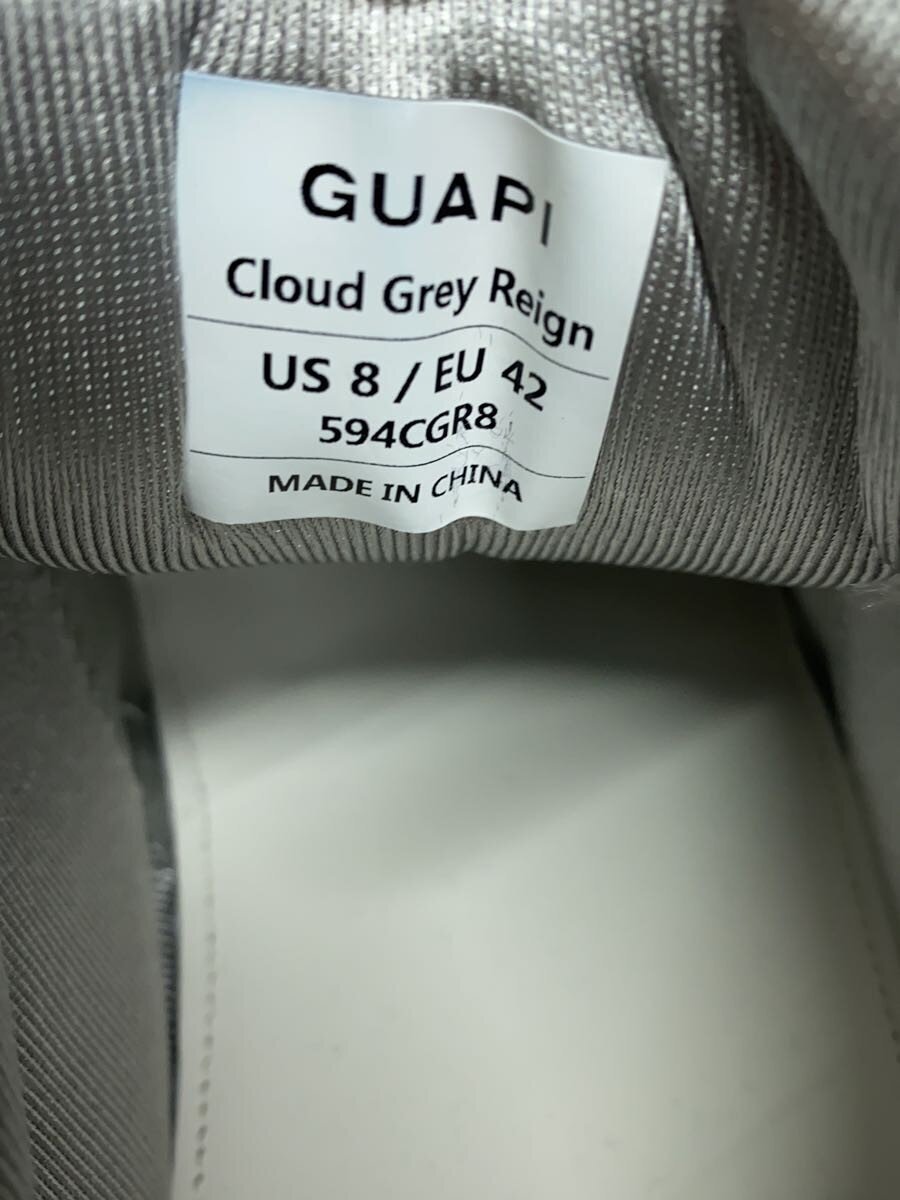 GUAPI
Cloud Grey Reign
US 8 / EU 42
594CGR8
MADE IN CHINA